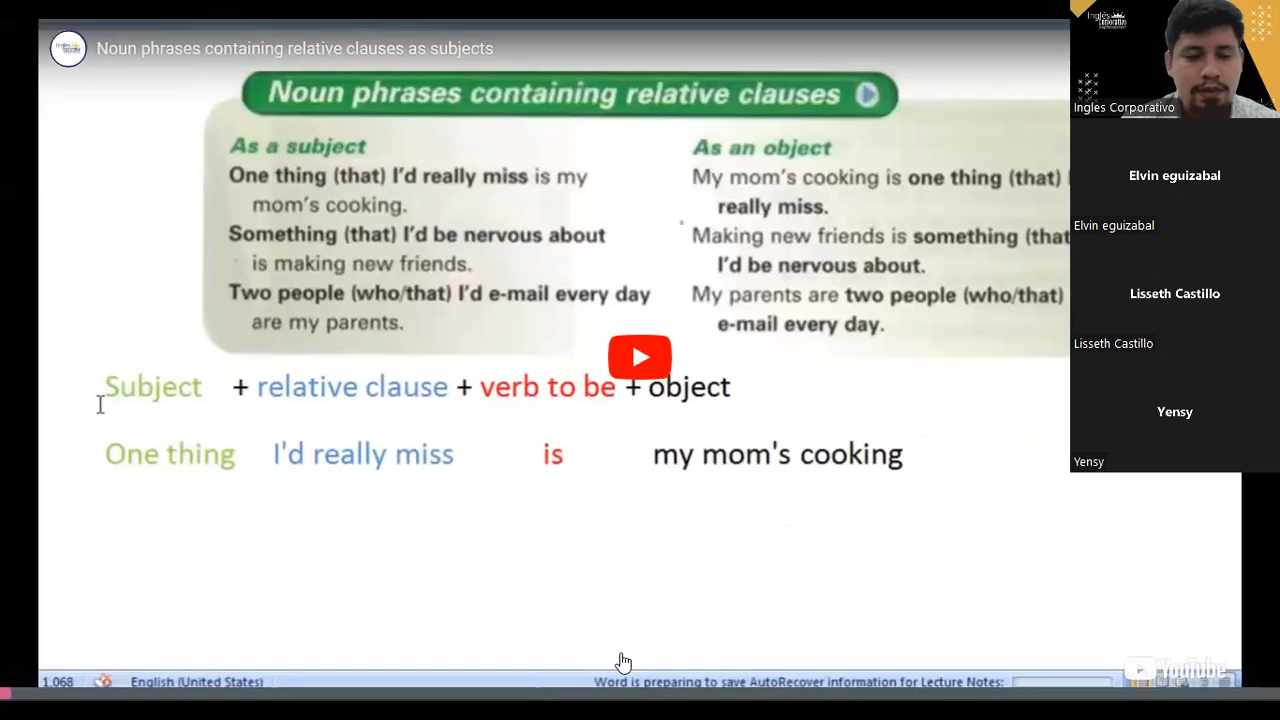 Noun phrases containing relative clauses as subjects
Noun phrases containing relative clauses
As a subject
One thing (that) I'd really miss is my
mom's cooking.
Something (that) I'd be nervous about
is making new friends.
Two people (who/that) I'd e-mail every day
are my parents.
As an object
My mom's cooking is one thing (that)
really miss.
Making new friends is something (that
I'd be nervous about.
My parents are two people (who/that)
e-mail every day.
Subject + relative clause + verb to be + object
One thing I'd really miss is my mom's cooking
1,068 English (United States) Word is preparing to save AutoRecover information for Lecture Notes:
YouTube
Inglés
Corporativo
Ingles Corporativo
Elvin eguizabal
Elvin eguizabal
Lisseth Castillo
Lisseth Castillo
Yensy
Yensy